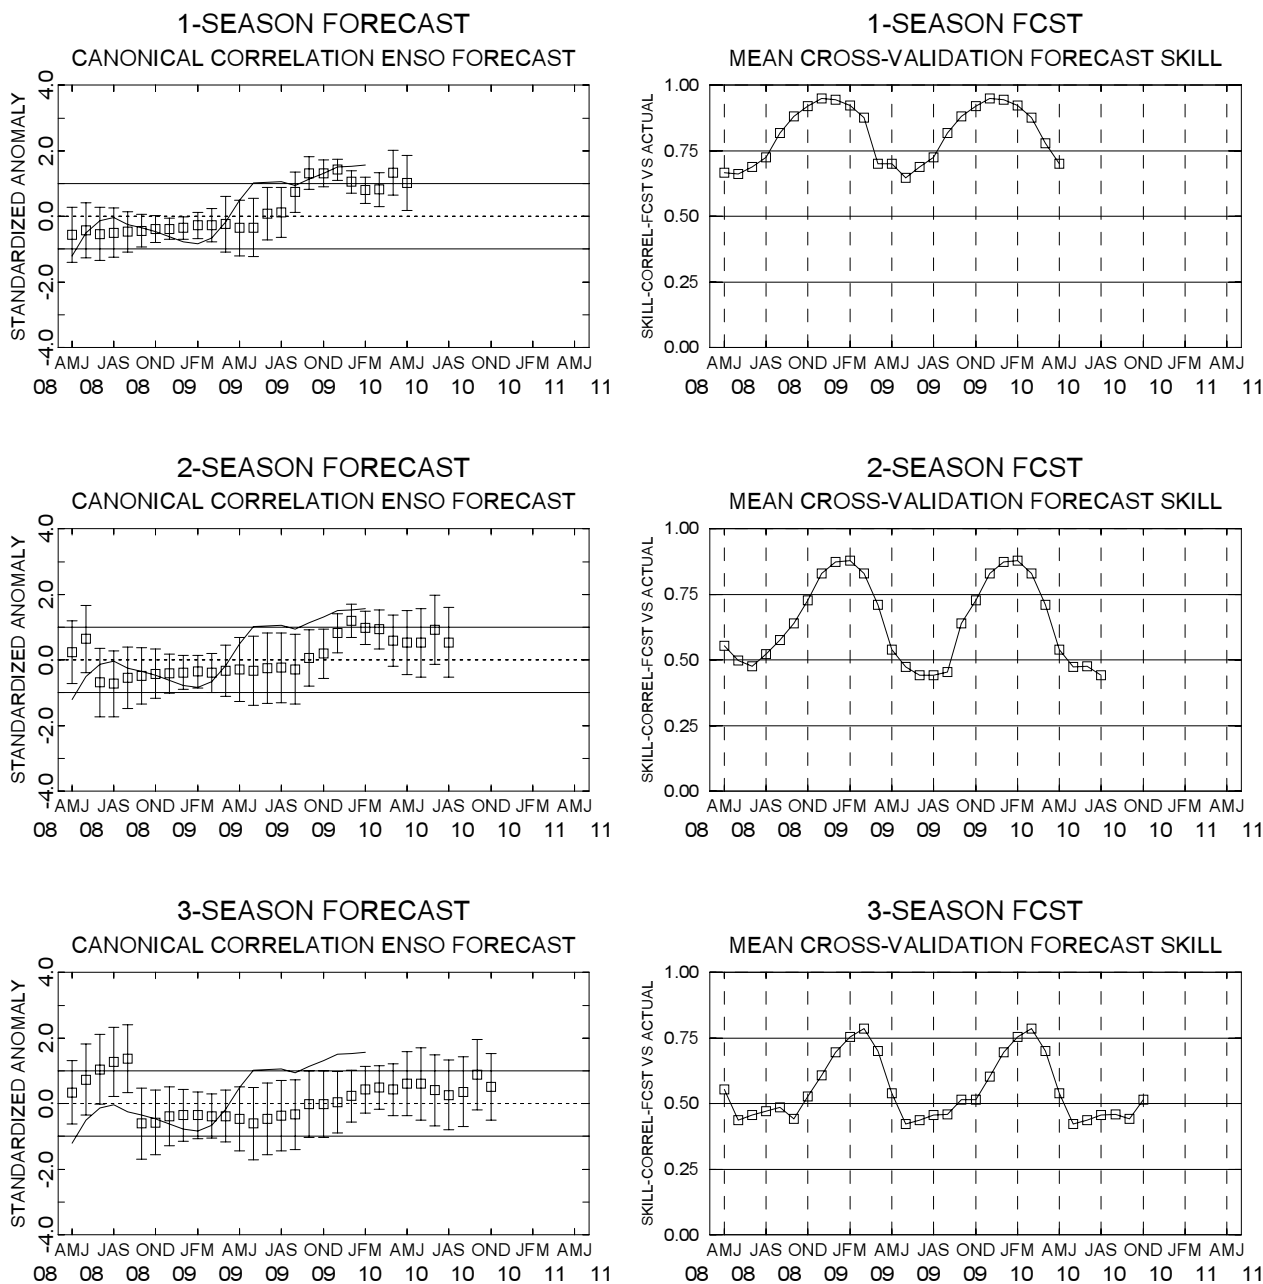 1-SEASON FORECAST
CANONICAL CORRELATION ENSO FORECAST
STANDARDIZED ANOMALY
4.0
2.0
0.0
-2.0
-4.0
AMJ JAS OND JFM AMJ JAS OND JFM AMJ JAS OND JFM AMJ
08 08 08 09 09 09 09 10 10 10 10 11 11
1-SEASON FCST
MEAN CROSS-VALIDATION FORECAST SKILL
SKILL-CORREL-FCST VS ACTUAL
1.00
0.75
0.50
0.25
0.00
AMJ JAS OND JFM AMJ JAS OND JFM AMJ JAS OND JFM AMJ
08 08 08 09 09 09 09 10 10 10 10 11 11
2-SEASON FORECAST
CANONICAL CORRELATION ENSO FORECAST
STANDARDIZED ANOMALY
4.0
2.0
0.0
-2.0
-4.0
AMJ JAS OND JFM AMJ JAS OND JFM AMJ JAS OND JFM AMJ
08 08 08 09 09 09 09 10 10 10 10 11 11
2-SEASON FCST
MEAN CROSS-VALIDATION FORECAST SKILL
SKILL-CORREL-FCST VS ACTUAL
1.00
0.75
0.50
0.25
0.00
AMJ JAS OND JFM AMJ JAS OND JFM AMJ JAS OND JFM AMJ
08 08 08 09 09 09 09 10 10 10 10 11 11
3-SEASON FORECAST
CANONICAL CORRELATION ENSO FORECAST
STANDARDIZED ANOMALY
4.0
2.0
0.0
-2.0
-4.0
AMJ JAS OND JFM AMJ JAS OND JFM AMJ JAS OND JFM AMJ
08 08 08 09 09 09 09 10 10 10 10 11 11
3-SEASON FCST
MEAN CROSS-VALIDATION FORECAST SKILL
SKILL-CORREL-FCST VS ACTUAL
1.00
0.75
0.50
0.25
0.00
AMJ JAS OND JFM AMJ JAS OND JFM AMJ JAS OND JFM AMJ
08 08 08 09 09 09 09 10 10 10 10 11 11